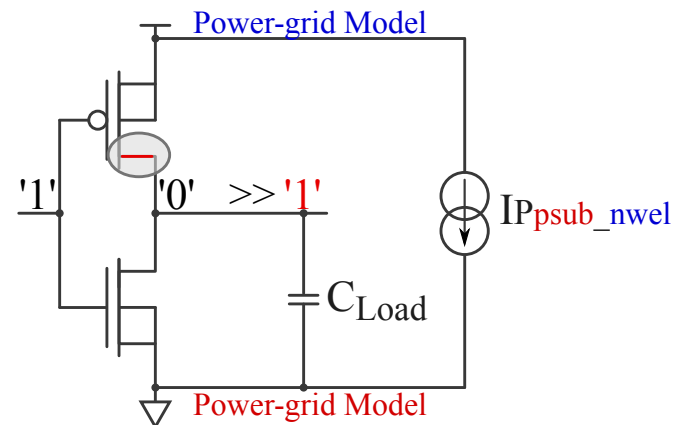 Power-grid Model
'1' '0' >> '1'
IPpsub_nwel
CLoad
Power-grid Model